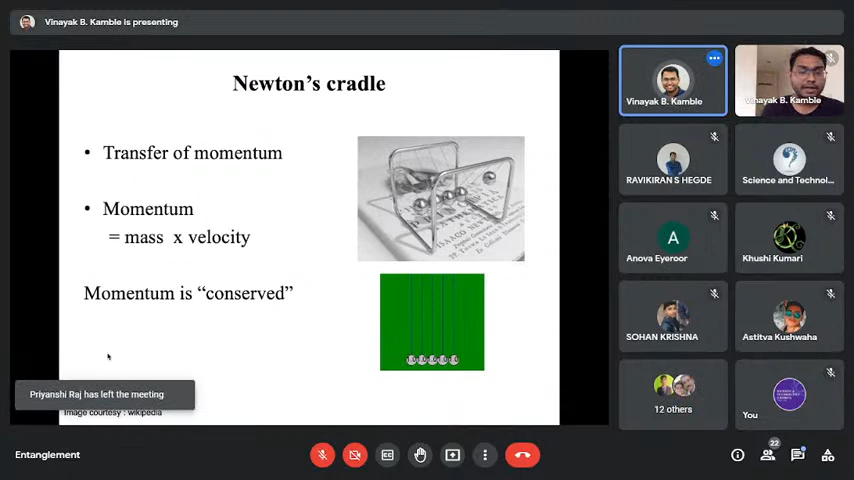 Vinayak B. Kamble is presenting
Newton's cradle
• Transfer of momentum
• Momentum
= mass x velocity
Momentum is “conserved”
Priyanshi Raj has left the meeting
Image courtesy : wikipedia
Vinayak B. Kamble
Vinayak B. Kamble
RAVIKIRAN S HEGDE
Science and Technol...
A
Anova Eyeroor
Khushi Kumari
SOHAN KRISHNA
Astitva Kushwaha
12 others
You
Entanglement
CC
22